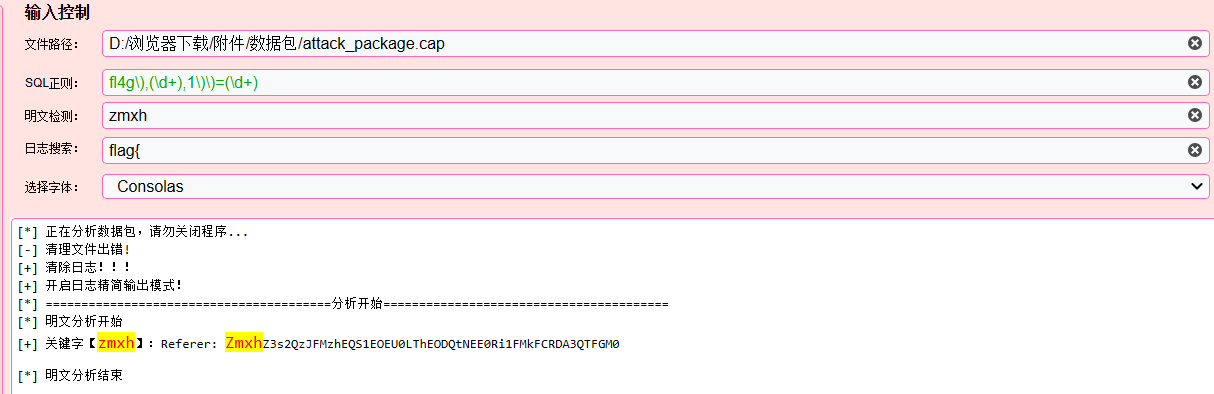 输入控制
文件路径： D:/浏览器下载/附件/数据包/attack_package.cap
SQL正则： fl4g\),(\d+),1\)\)=(\d+)
明文检测： zmxh
日志搜索： flag{
选择字体： Consolas
[*] 正在分析数据包，请勿关闭程序...
[-] 清理文件出错!
[+] 清除日志！！！
[+] 开启日志精简输出模式!
[*] ========================================分析开始========================================
[*] 明文分析开始
[+] 关键字【zmxh】：Referer: ZmxhZ3s2QzJFMzhEQS1EOEU0LThEODQtNEE0Ri1FMkFCRDA3QTFGM0
[*] 明文分析结束